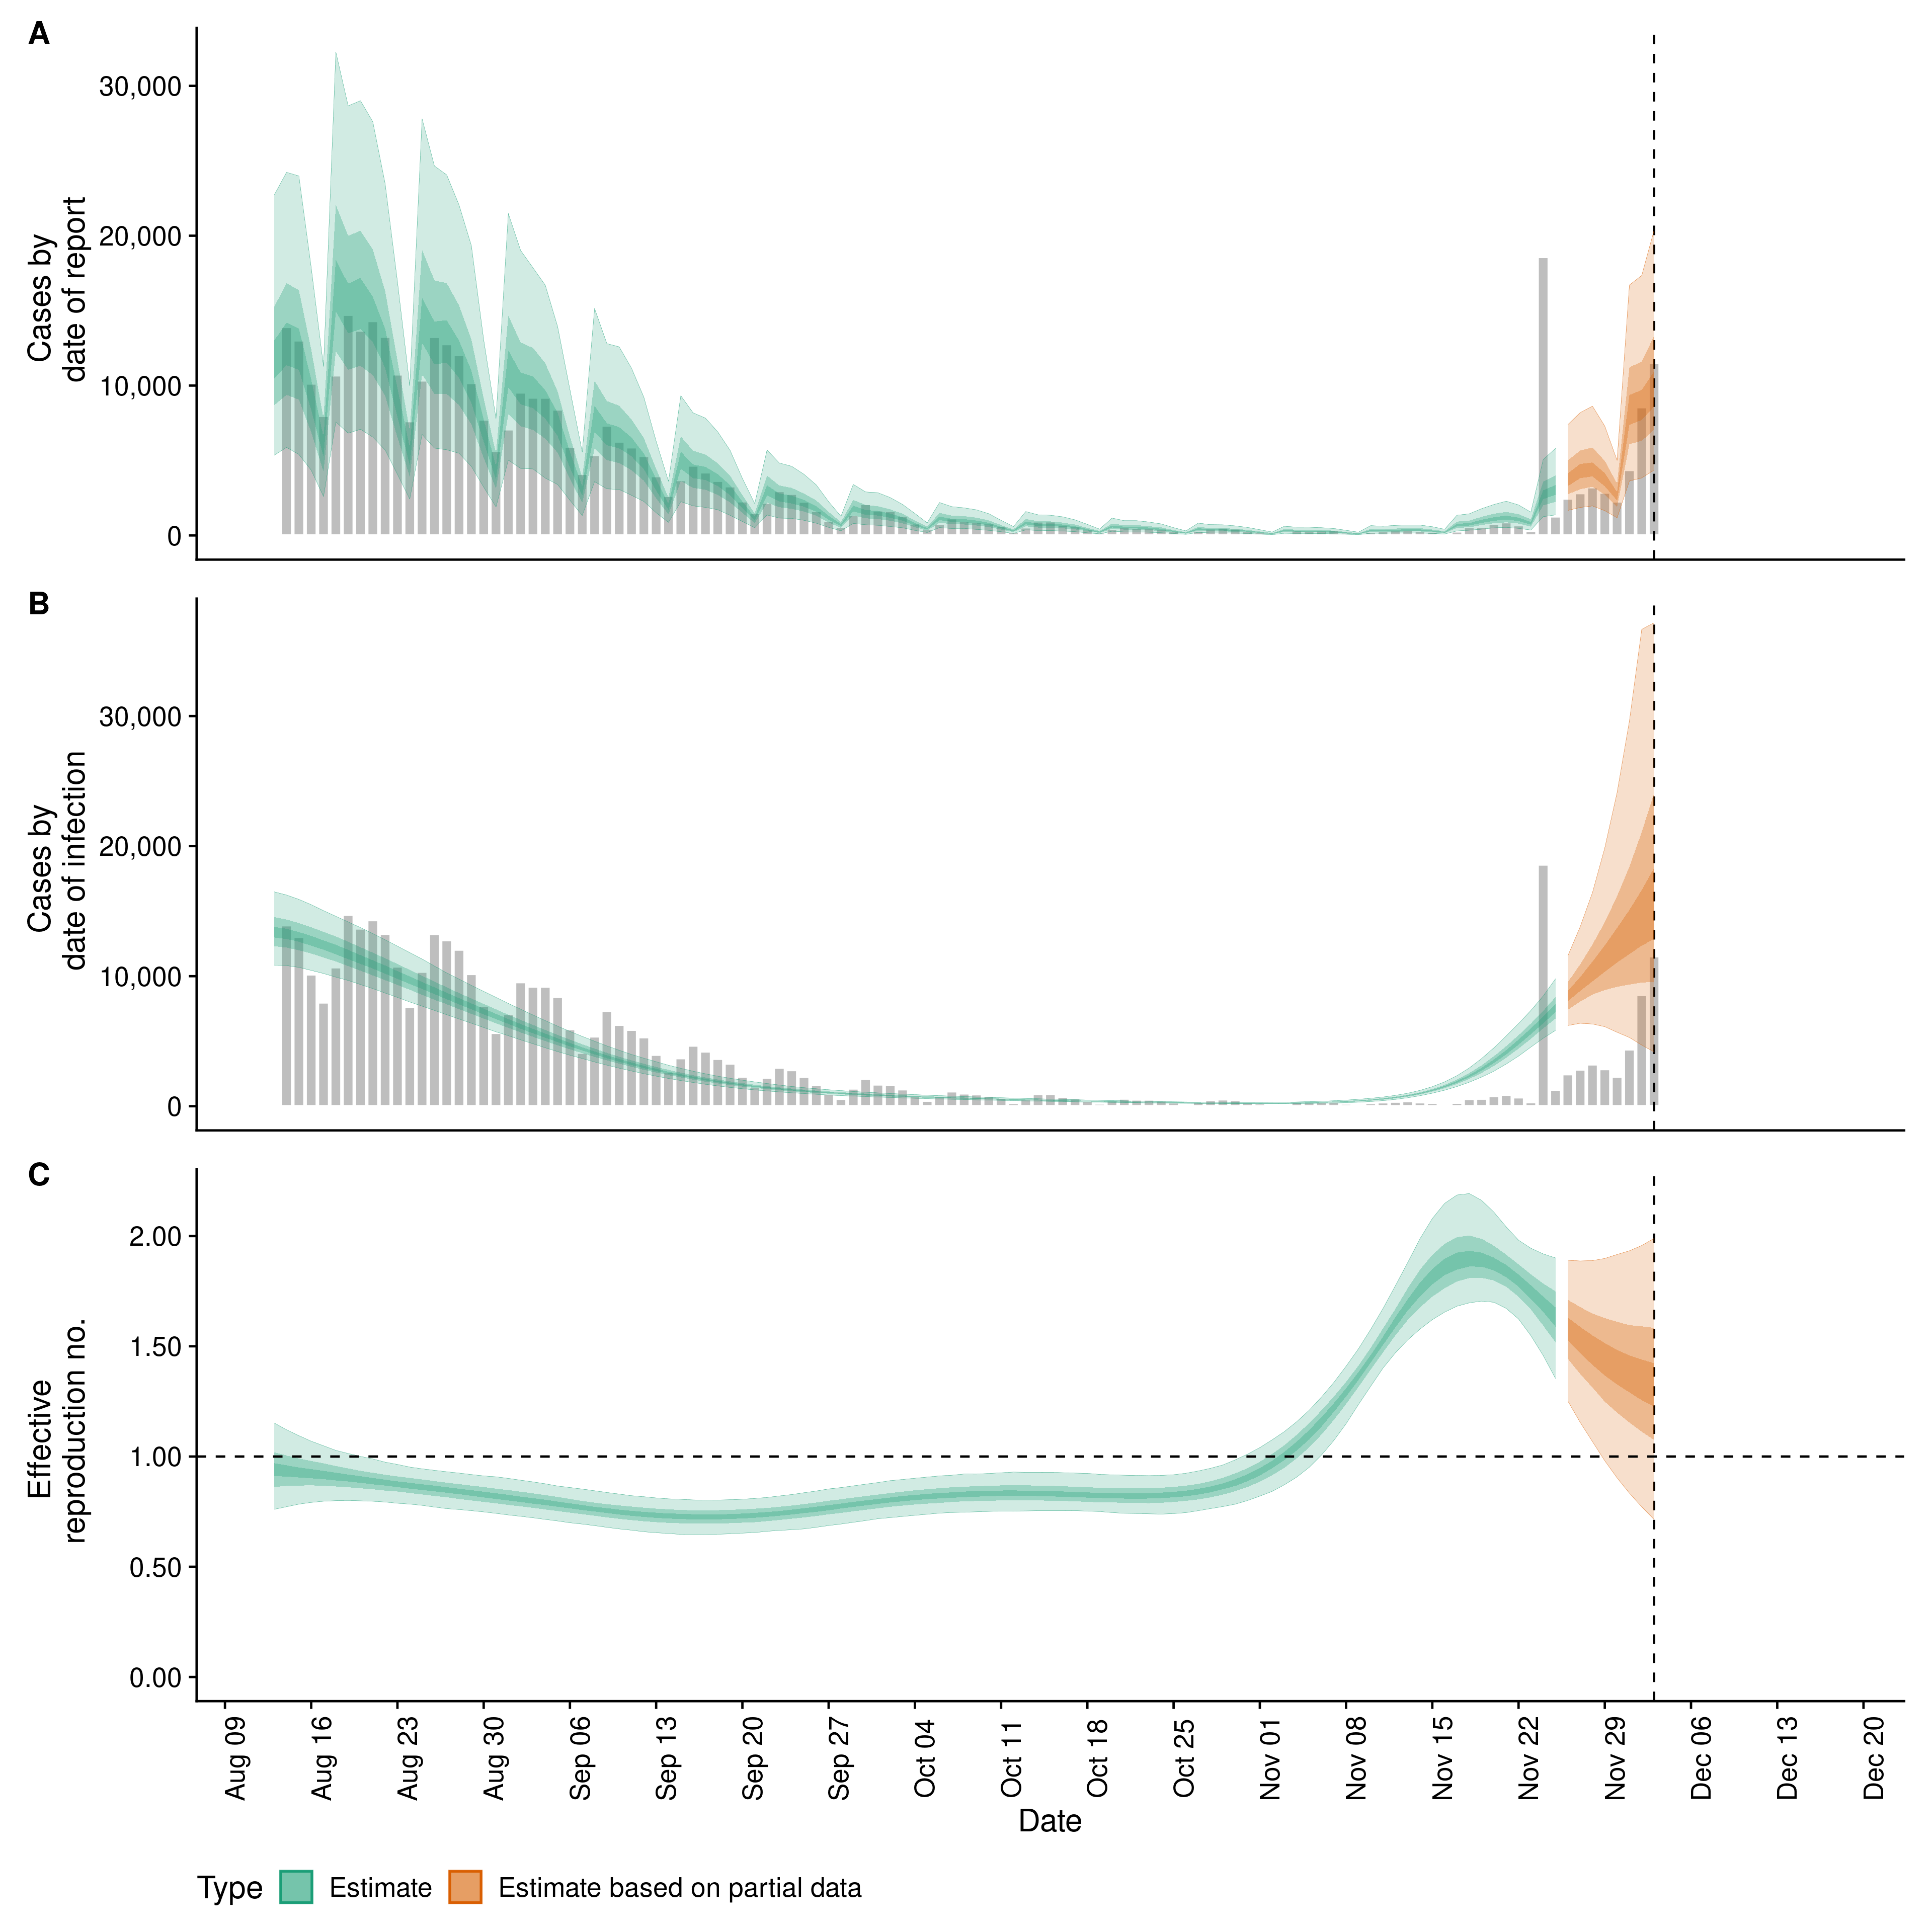 A
Cases by
date of report
30,000
20,000
10,000
0
B
Cases by
date of infection
30,000
20,000
10,000
0
C
Effective
reproduction no.
2.00
1.50
1.00
0.50
0.00
Aug 09
Aug 16
Aug 23
Aug 30
Sep 06
Sep 13
Sep 20
Sep 27
Oct 04
Oct 11
Oct 18
Oct 25
Nov 01
Nov 08
Nov 15
Nov 22
Nov 29
Dec 06
Dec 13
Dec 20
Date
Type Estimate Estimate based on partial data